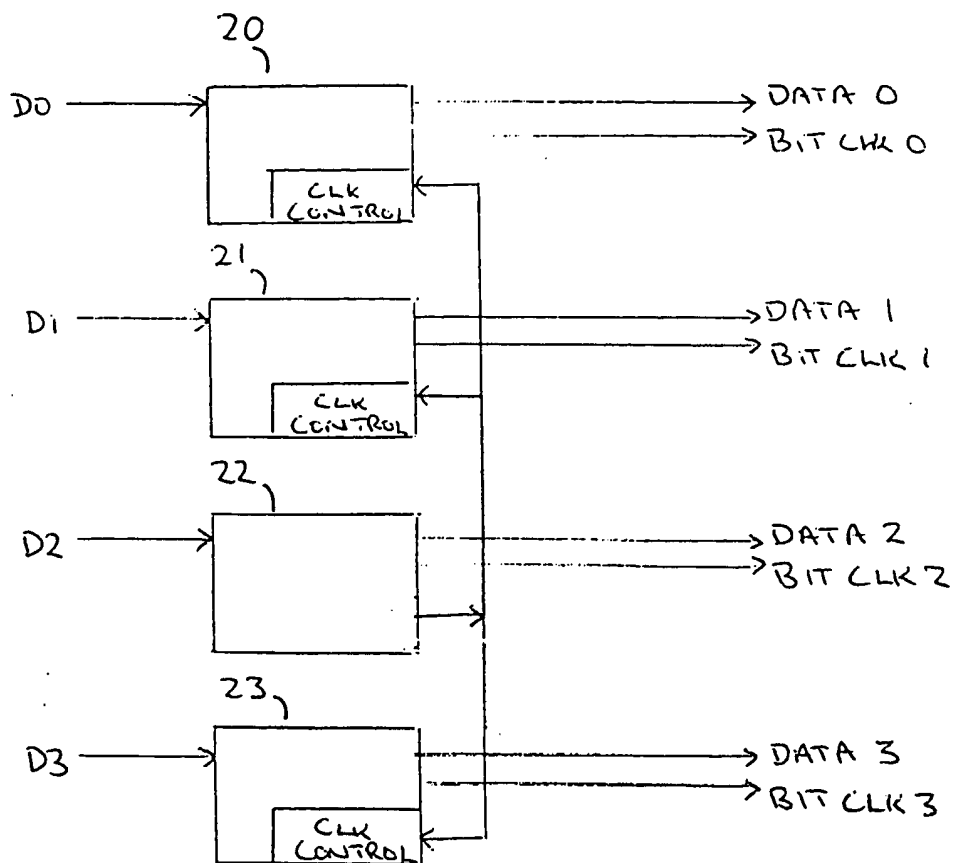 20
D0
DATA 0
BIT CLK 0
CLK
CONTROL
21
D1
DATA 1
BIT CLK 1
CLK
CONTROL
22
D2
DATA 2
BIT CLK 2
23
D3
DATA 3
BIT CLK 3
CLK
CONTROL